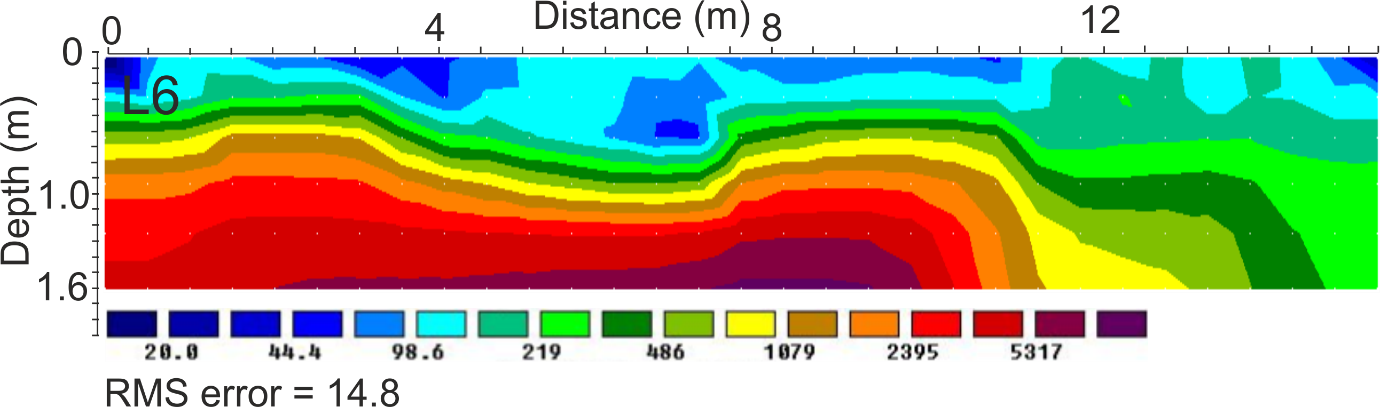 Distance (m)
0 4 8 12
0
L6
Depth (m)
1.0
1.6
20.0 44.4 98.6 219 486 1079 2395 5317
RMS error = 14.8